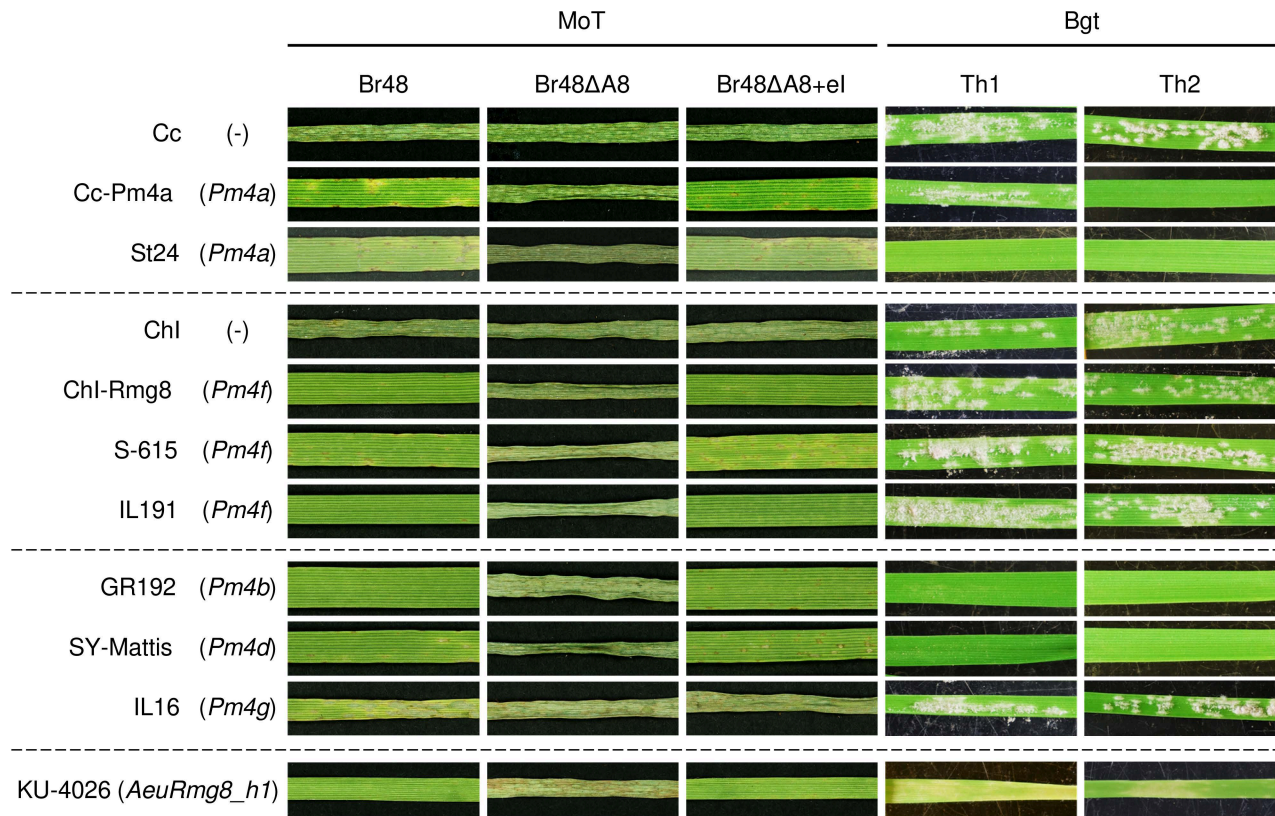 MoT Bgt
Br48 Br48ΔA8 Br48ΔA8+eI Th1 Th2
Cc (-)
Cc-Pm4a (Pm4a)
St24 (Pm4a)
ChI (-)
ChI-Rmg8 (Pm4f)
S-615 (Pm4f)
IL191 (Pm4f)
GR192 (Pm4b)
SY-Mattis (Pm4d)
IL16 (Pm4g)
KU-4026 (AeuRmg8_h1)